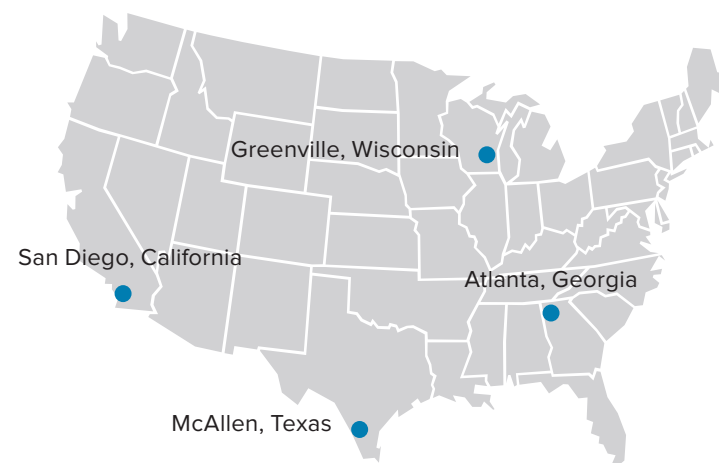 Greenville, Wisconsin
San Diego, California
Atlanta, Georgia
McAllen, Texas